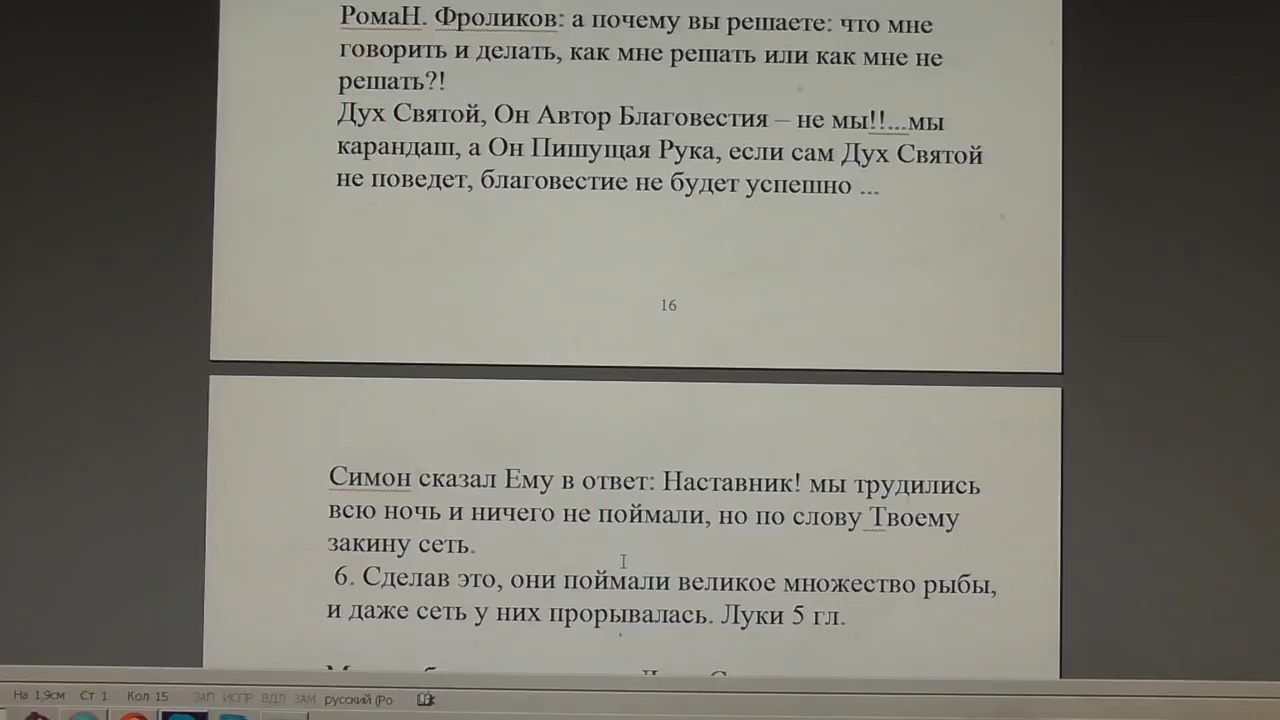 РомаН. Фроликов: а почему вы решаете: что мне
говорить и делать, как мне решать или как мне не
решать?!
Дух Святой, Он Автор Благовестия – не мы!!...мы
карандаш, а Он Пишущая Рука, если сам Дух Святой
не поведет, благовестие не будет успешно ...
16
Симон сказал Ему в ответ: Наставник! мы трудились
всю ночь и ничего не поймали, но по слову Твоему
закину сеть.
6. Сделав это, они поймали великое множество рыбы,
и даже сеть у них прорывалась. Луки 5 гл.
На 1,9см Ст 1 Кол 15 ЗАП ИСПР ВДЛ ЗАМ русский (Ро